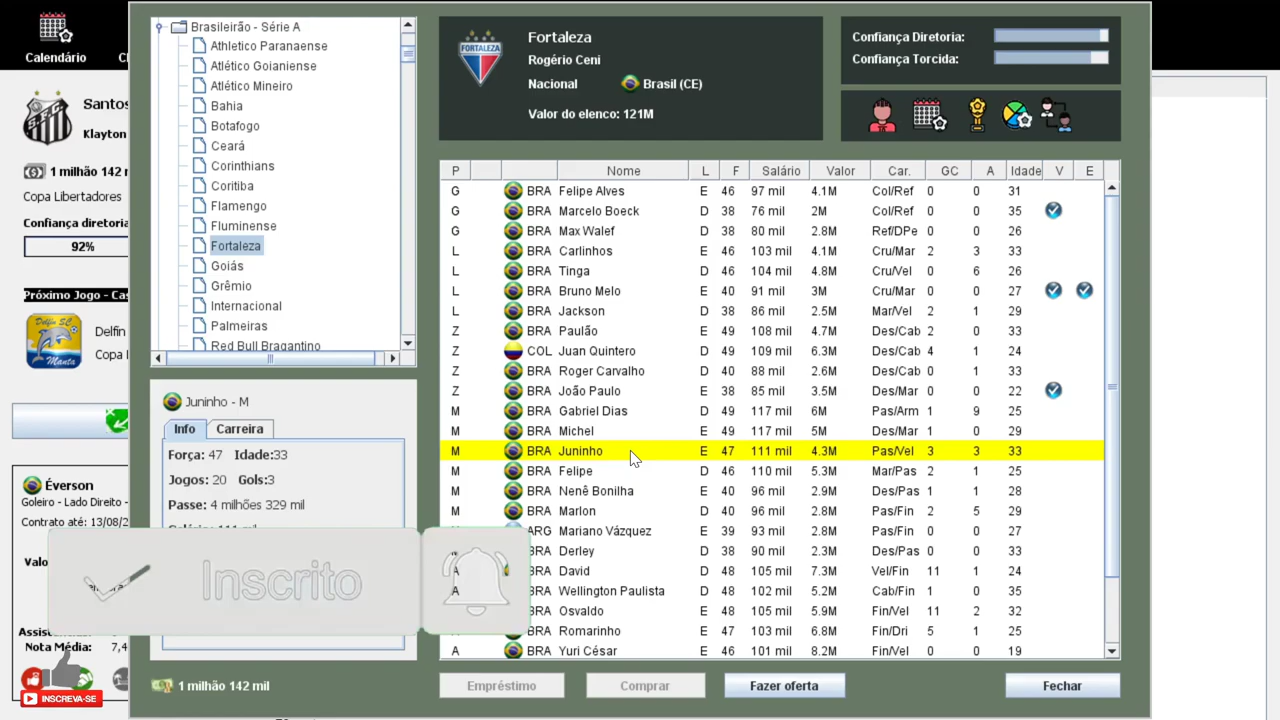 Calendário
Santos
Klayton
1 milhão 142 m
Copa Libertadores
Confiança diretoria
92%
Próximo Jogo - Cas
Delfin
Copa
Éverson
Goleiro - Lado Direito -
Contrato até: 13/08/2
Valo
Nota Média: 7,4
INSCREVA-SE
Brasileirão - Série A
Athletico Paranaense
Atlético Goianiense
Atlético Mineiro
Bahia
Botafogo
Ceará
Corinthians
Coritiba
Flamengo
Fluminense
Fortaleza
Goiás
Grêmio
Internacional
Palmeiras
Red Bull Bragantino
Juninho - M
Info Carreira
Força: 47 Idade:33
Jogos: 20 Gols:3
Passe: 4 milhões 329 mil
Inscrito
1 milhão 142 mil
FORTALEZA
Fortaleza
Rogério Ceni
Nacional Brasil (CE)
Valor do elenco: 121M
Confiança Diretoria:
Confiança Torcida:
P Nome L F Salário Valor Car. GC A Idade V E
G BRA Felipe Alves E 46 97 mil 4.1M Col/Ref 0 0 31
G BRA Marcelo Boeck D 38 76 mil 2M Col/Ref 0 0 35
G BRA Max Walef D 38 80 mil 2.8M Ref/DPe 0 0 26
L BRA Carlinhos E 46 103 mil 4.1M Cru/Mar 2 3 33
L BRA Tinga D 46 104 mil 4.8M Cru/Vel 0 6 26
L BRA Bruno Melo E 40 91 mil 3M Cru/Mar 0 0 27
L BRA Jackson D 38 86 mil 2.5M Mar/Vel 2 1 29
Z BRA Paulão E 49 108 mil 4.7M Des/Cab 2 0 33
Z COL Juan Quintero D 49 109 mil 6.3M Des/Cab 4 1 24
Z BRA Roger Carvalho D 40 88 mil 2.6M Des/Cab 0 1 33
Z BRA João Paulo E 38 85 mil 3.5M Des/Mar 0 0 22
M BRA Gabriel Dias D 49 117 mil 6M Pas/Arm 1 9 25
M BRA Michel E 49 117 mil 5M Des/Mar 0 1 29
M BRA Juninho E 47 111 mil 4.3M Pas/Vel 3 3 33
M BRA Felipe E 46 110 mil 5.3M Mar/Pas 2 1 25
M BRA Nenê Bonilha E 40 96 mil 2.9M Des/Pas 1 1 28
M BRA Marlon D 40 96 mil 2.8M Pas/Fin 2 5 29
ARG Mariano Vázquez E 39 93 mil 2.8M Pas/Fin 0 0 27
BRA Derley D 38 90 mil 2.3M Des/Pas 0 0 33
A BRA David D 48 105 mil 7.3M Vel/Fin 11 1 24
A BRA Wellington Paulista D 48 102 mil 5.2M Cab/Fin 1 0 35
BRA Osvaldo E 48 105 mil 5.9M Fin/Vel 11 2 32
BRA Romarinho E 47 103 mil 6.8M Fin/Dri 5 1 25
A BRA Yuri César E 46 101 mil 8.2M Fin/Vel 0 1 19
Empréstimo Comprar Fazer oferta Fechar